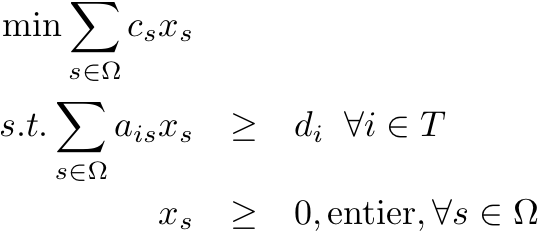 min ∑_{s∈Ω} c_s x_s
s.t. ∑_{s∈Ω} a_{is} x_s ≥ d_i ∀i ∈ T
x_s ≥ 0, entier, ∀s ∈ Ω